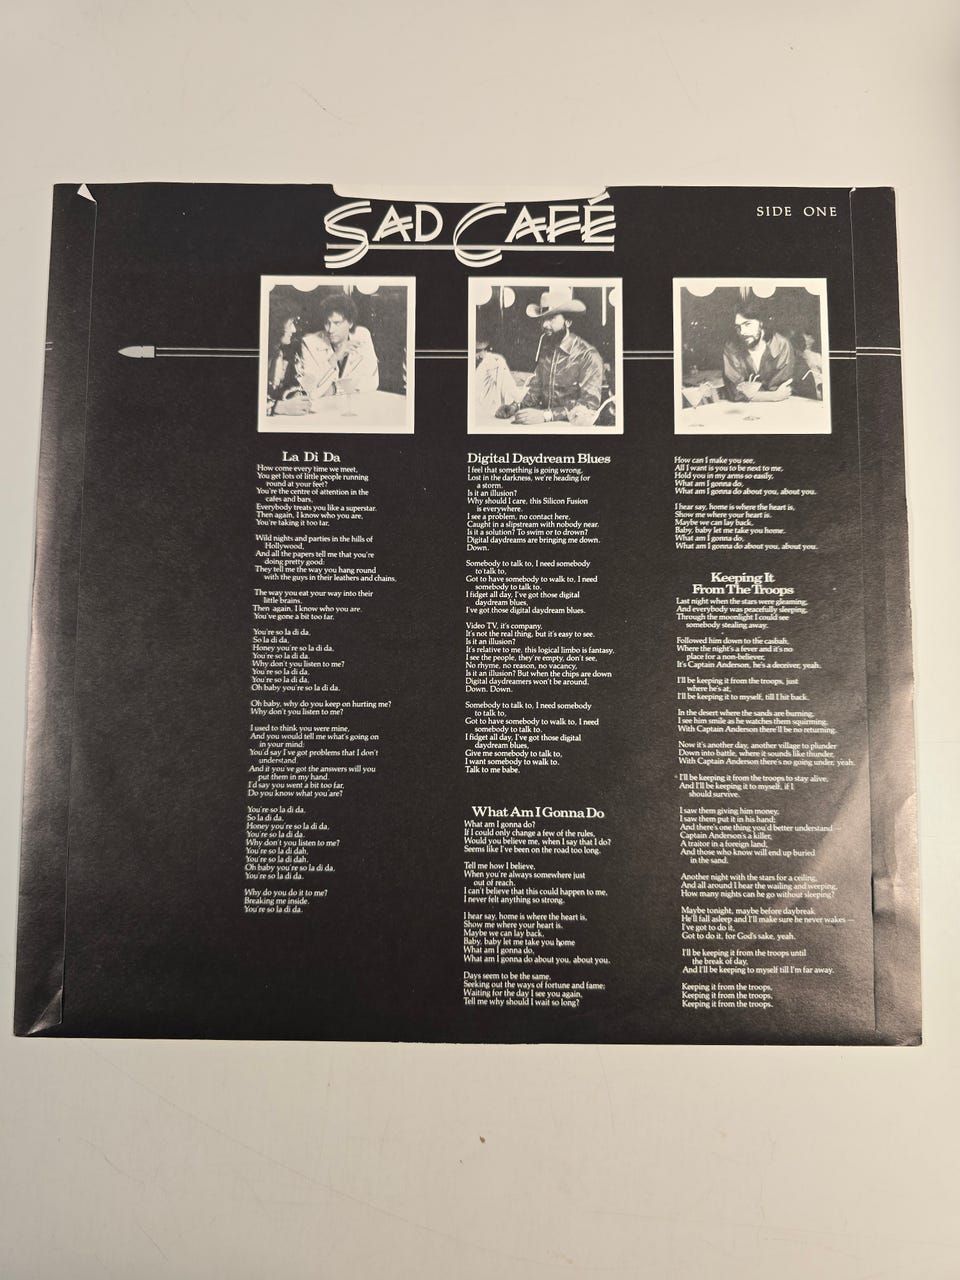 SAD CAFÉ
SIDE ONE
La Di Da
How come every time we meet,
You get lots of little people running
round at your feet?
You're the centre of attention in the
cafes and bars,
Everybody treats you like a superstar.
Then again, I know who you are,
You're taking it too far.
Wild nights and parties in the hills of
Hollywood,
And all the papers tell me that you're
doing pretty good:
They tell me the way you hang round
with the guys in their leathers and chains,
The way you eat your way into their
little brains.
Then again, I know who you are.
You've gone a bit too far.
You're so la di da.
So la di da,
Honey you're so la di da,
You're so la di da.
Why don't you listen to me?
You're so la di da.
You're so la di da,
Oh baby you're so la di da.
Oh baby, why do you keep on hurting me?
Why don't you listen to me?
I used to think you were mine,
And you would tell me what's going on
in your mind:
You'd say I've got problems that I don't
understand.
And if you've got the answers will you
put them in my hand.
I'd say you went a bit too far,
Do you know what you are?
You're so la di da.
So la di da,
Honey you're so la di da,
You're so la di da.
Why don't you listen to me?
You're so la di dah,
You're so la di dah.
Oh baby you're so la di da,
You're so la di da.
Why do you do it to me?
Breaking me inside.
You're so la di da.
Digital Daydream Blues
I feel that something is going wrong,
Lost in the darkness, we're heading for
a storm.
Is it an illusion?
Why should I care, this Silicon Fusion
is everywhere.
I see a problem, no contact here,
Caught in a slipstream with nobody near.
Is it a solution? To swim or to drown?
Digital daydreams are bringing me down.
Down.
Somebody to talk to, I need somebody
to talk to,
Got to have somebody to walk to, I need
somebody to talk to.
I fidget all day, I've got those digital
daydream blues,
I've got those digital daydream blues.
Video TV, it's company,
It's not the real thing, but it's easy to see.
Is it an illusion?
It's relative to me, this logical limbo is fantasy.
I see the people, they're empty, don't see,
No rhyme, no reason, no vacancy,
Is it an illusion? But when the chips are down
Digital daydreamers won't be around.
Down. Down.
Somebody to talk to, I need somebody
to talk to,
Got to have somebody to walk to, I need
somebody to talk to.
I fidget all day, I've got those digital
daydream blues,
Give me somebody to talk to,
I want somebody to walk to.
Talk to me babe.
What Am I Gonna Do
What am I gonna do?
If I could only change a few of the rules,
Would you believe me, when I say that I do?
Seems like I've been on the road too long.
Tell me how I believe.
When you're always somewhere just
out of reach.
I can't believe that this could happen to me,
I never felt anything so strong.
I hear say, home is where the heart is,
Show me where your heart is.
Maybe we can lay back,
Baby, baby let me take you home
What am I gonna do,
What am I gonna do about you, about you.
Days seem to be the same,
Seeking out the ways of fortune and fame;
Waiting for the day I see you again,
Tell me why should I wait so long?
How can I make you see,
All I want is you to be next to me,
Hold you in my arms so easily,
What am I gonna do,
What am I gonna do about you, about you.
I hear say, home is where the heart is,
Show me where your heart is.
Maybe we can lay back,
Baby, baby let me take you home.
What am I gonna do,
What am I gonna do about you, about you.
Keeping It
From The Troops
Last night when the stars were gleaming,
And everybody was peacefully sleeping,
Through the moonlight I could see
somebody stealing away.
Followed him down to the casbah,
Where the night's a fever and it's no
place for a non-believer,
It's Captain Anderson, he's a deceiver, yeah.
I'll be keeping it from the troops, just
where he's at,
I'll be keeping it to myself, till I hit back.
In the desert where the sands are burning,
I see him smile as he watches them squirming,
With Captain Anderson there'll be no returning.
Now it's another day, another village to plunder
Down into battle, where it sounds like thunder,
With Captain Anderson there's no going under, yeah.
I'll be keeping it from the troops to stay alive.
And I'll be keeping it to myself, if I
should survive.
I saw them giving him money,
I saw them put it in his hand;
And there's one thing you'd better understand—
Captain Anderson's a killer,
A traitor in a foreign land,
And those who know will end up buried
in the sand.
Another night with the stars for a ceiling,
And all around I hear the wailing and weeping,
How many nights can he go without sleeping?
Maybe tonight, maybe before daybreak
He'll fall asleep and I'll make sure he never wakes —
I've got to do it,
Got to do it, for God's sake, yeah.
I'll be keeping it from the troops until
the break of day,
And I'll be keeping to myself till I'm far away.
Keeping it from the troops,
Keeping it from the troops,
Keeping it from the troops.